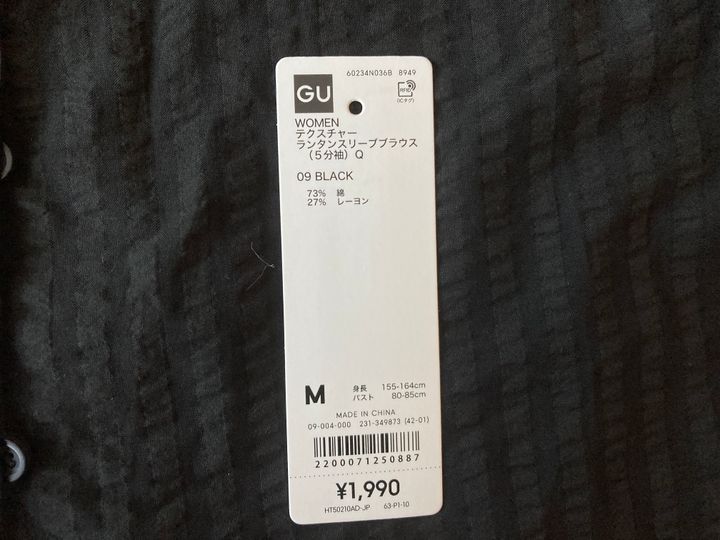 60234N036B 8949
GU
RFID
(ICタグ)
WOMEN
テクスチャー
ランタンスリーブブラウス
(5分袖) Q
09 BLACK
73% 綿
27% レーヨン
M 身長 155-164cm
バスト 80-85cm
MADE IN CHINA
09-004-000 231-349873 (42-01)
2200071250887
¥1,990
HT50210AD-JP 63-P1-10